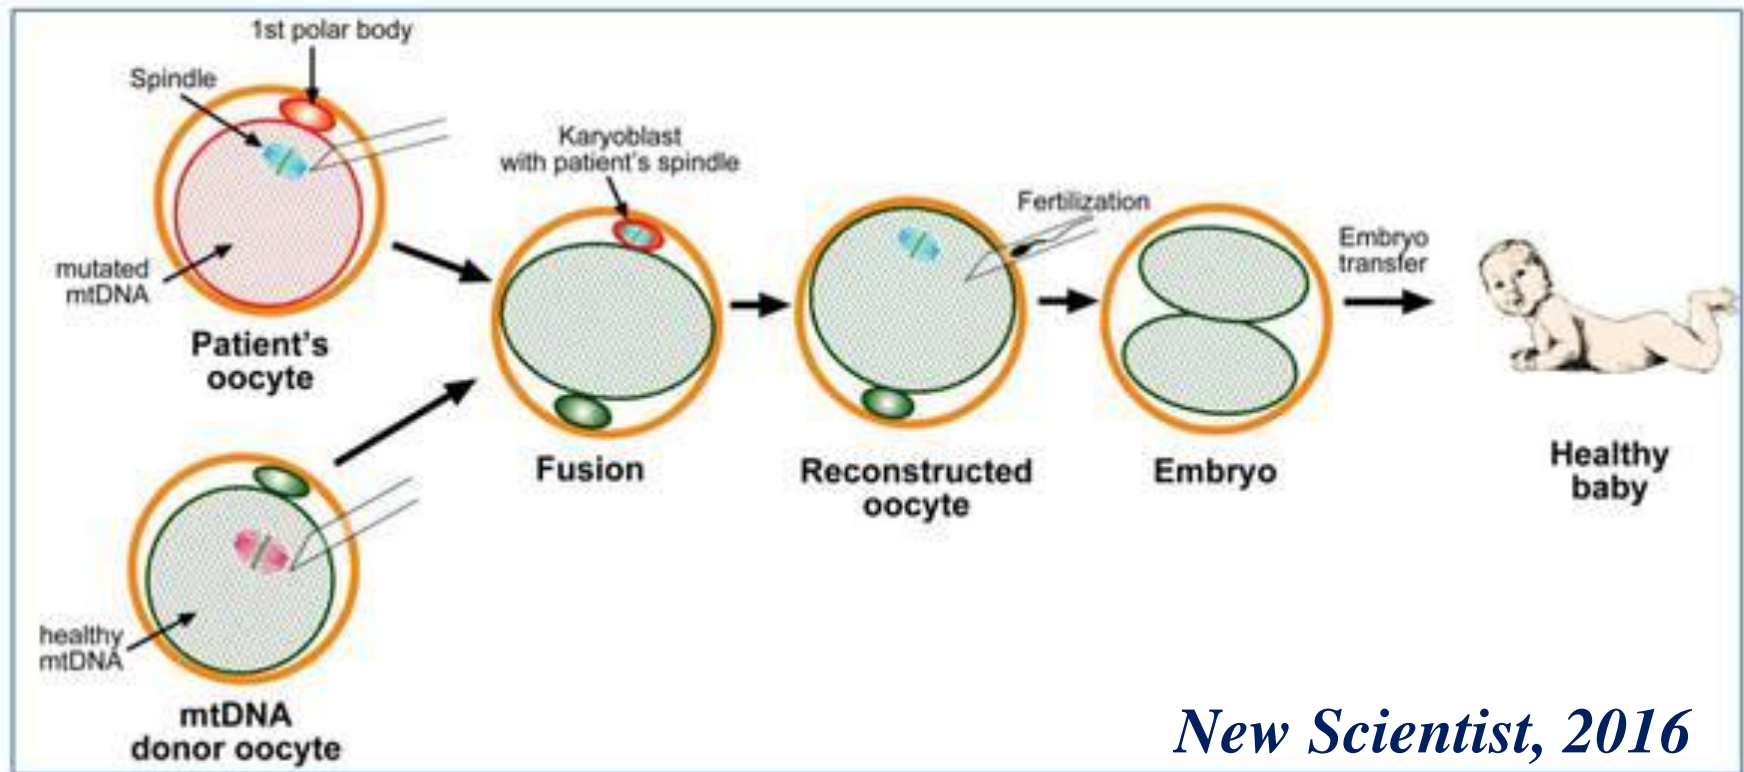 1st polar body
Spindle
mutated
mtDNA
Patient's
oocyte
healthy
mtDNA
mtDNA
donor oocyte
Karyoblast
with patient's spindle
Fusion
Fertilization
Reconstructed
oocyte
Embryo
Embryo
transfer
Healthy
baby
New Scientist, 2016